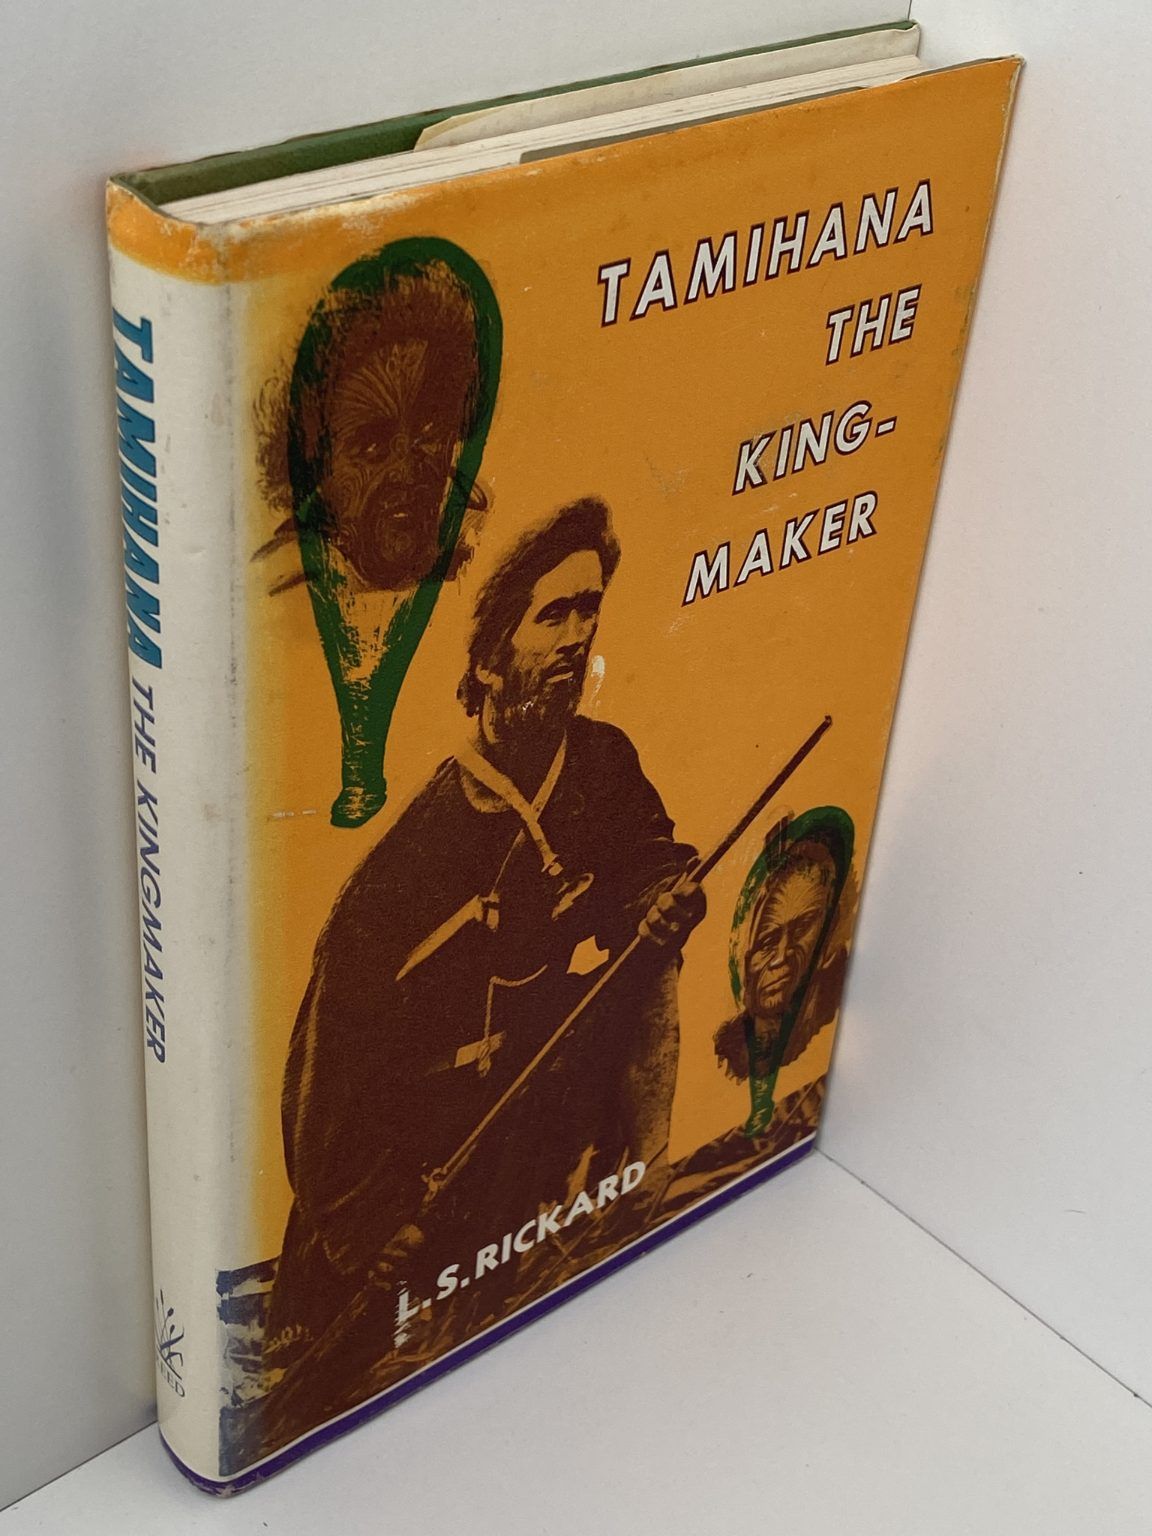 TAMIHANA
THE
KING-
MAKER
L. S. RICKARD
TAMIHANA THE KINGMAKER
REED